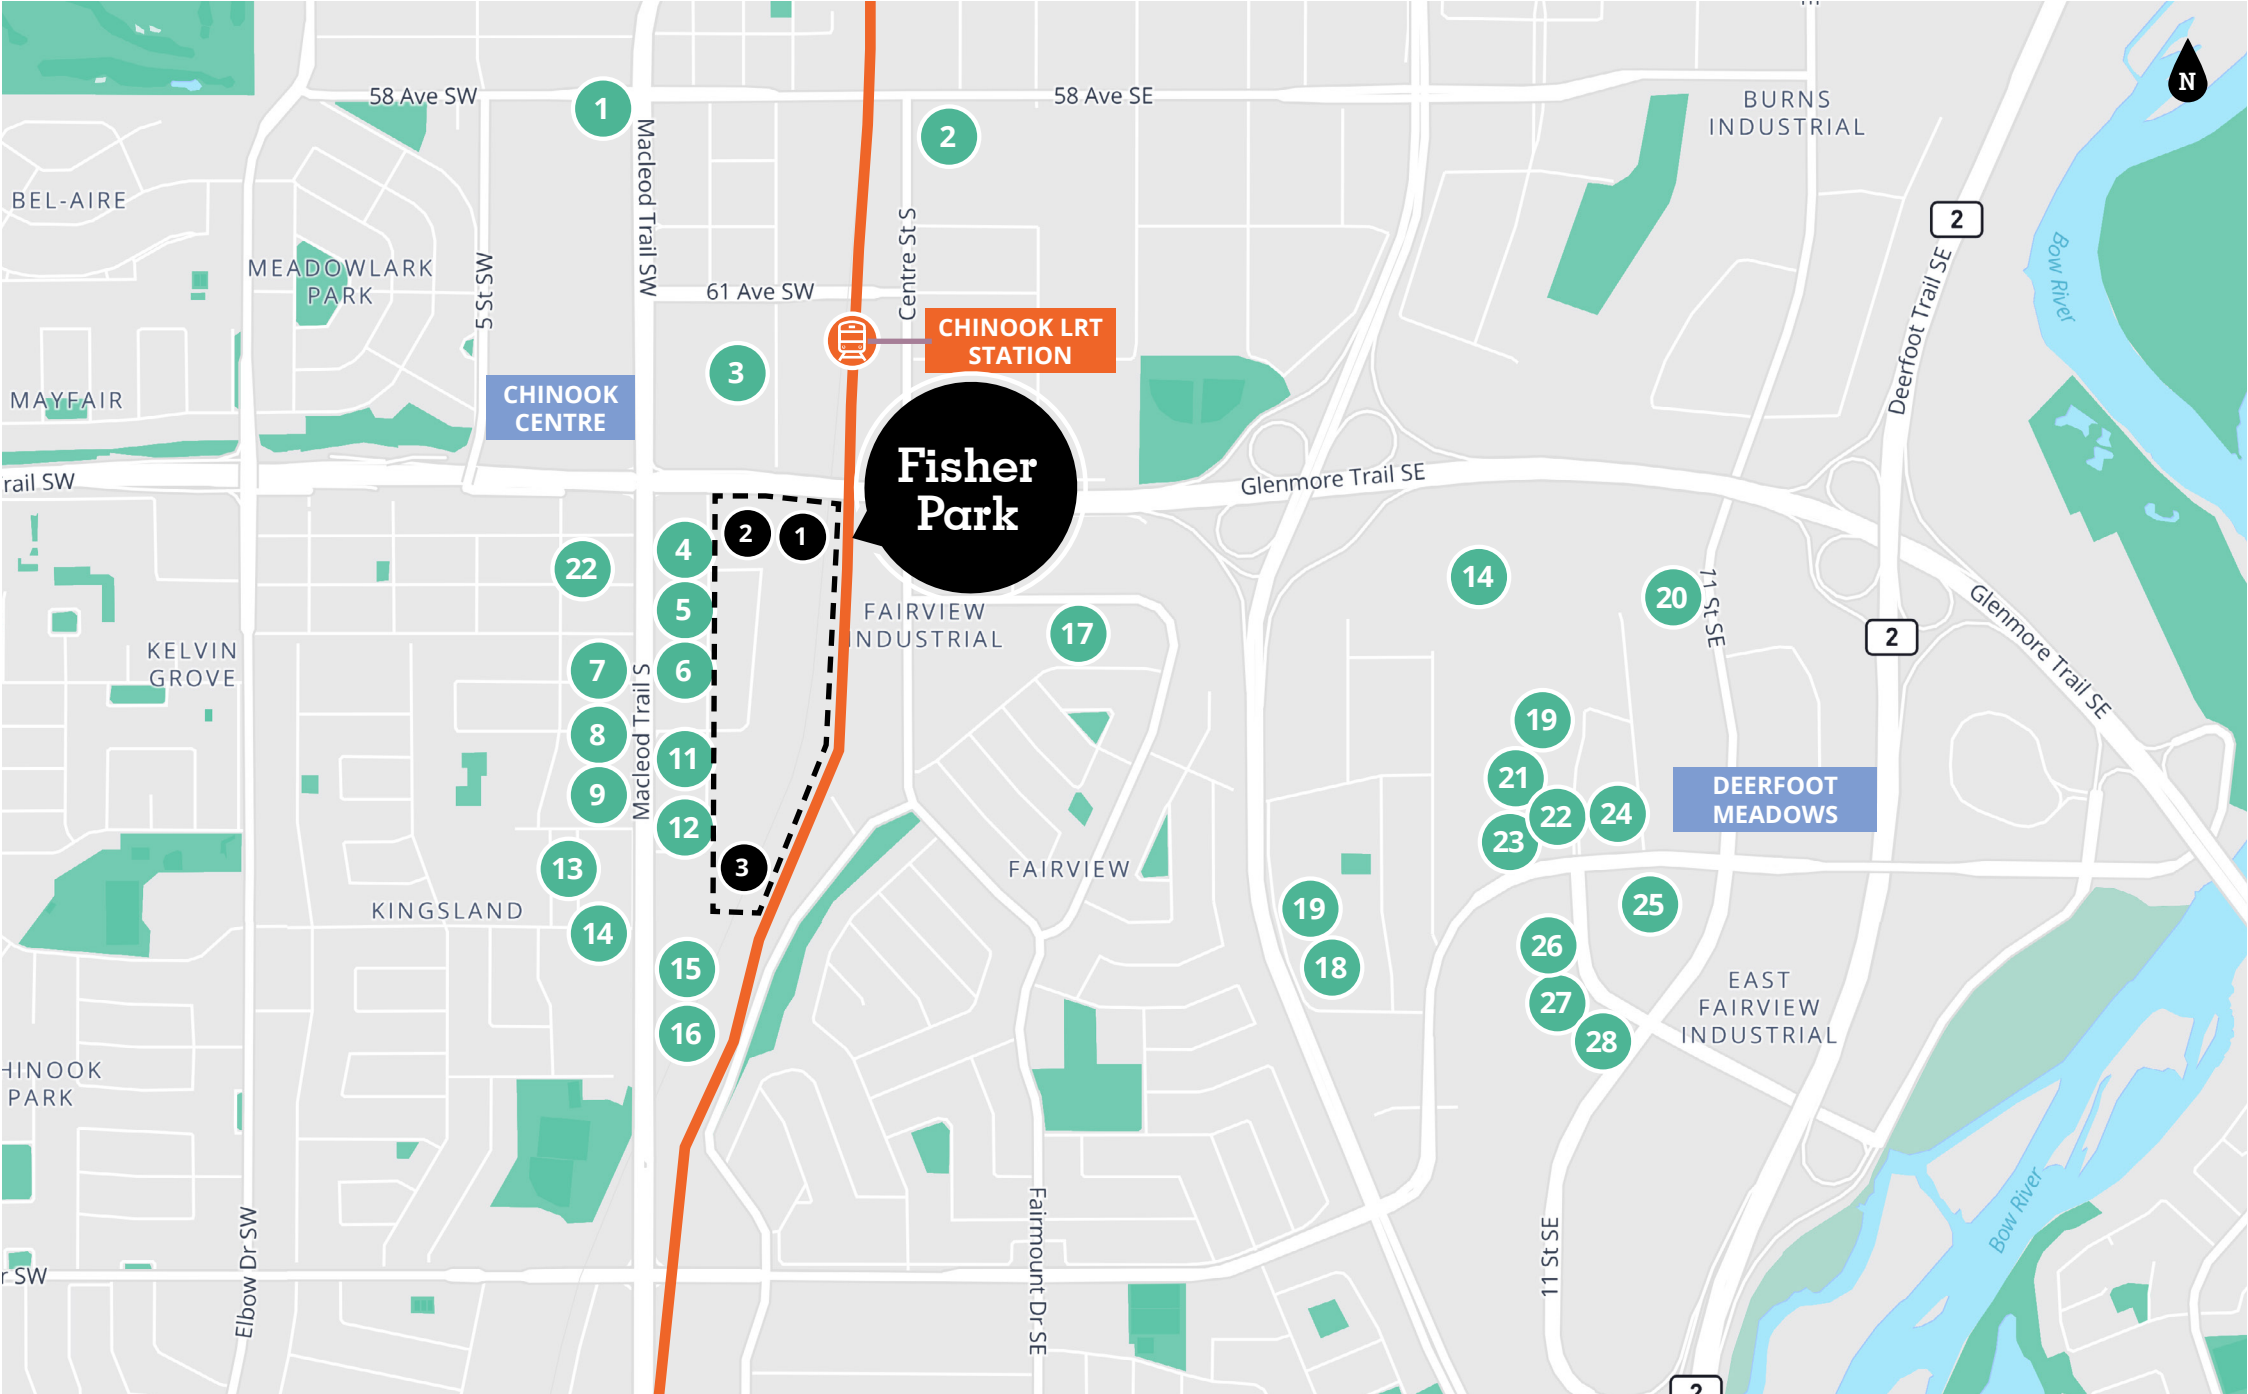 58 Ave SW
1
Macleod Trail SW
58 Ave SE
2
BURNS
INDUSTRIAL
N
BEL-AIRE
MEADOWLARK
PARK
5 St SW
61 Ave SW
Centre St S
2
Bow River
Deerfoot Trail SE
CHINOOK LRT
STATION
3
MAYFAIR
CHINOOK
CENTRE
rail SW
Fisher
Park
Glenmore Trail SE
2
1
4
22
5
FAIRVIEW
INDUSTRIAL
17
14
20
11 St SE
2
Glenmore Trail SE
KELVIN
GROVE
7
6
Macleod Trail S
8
11
9
12
19
21
22
24
23
DEERFOOT
MEADOWS
13
3
FAIRVIEW
KINGSLAND
14
15
16
19
18
25
26
27
28
EAST
FAIRVIEW
INDUSTRIAL
HINOOK
PARK
Bow River
Elbow Dr SW
r SW
Fairmount Dr SE
11 St SE
2